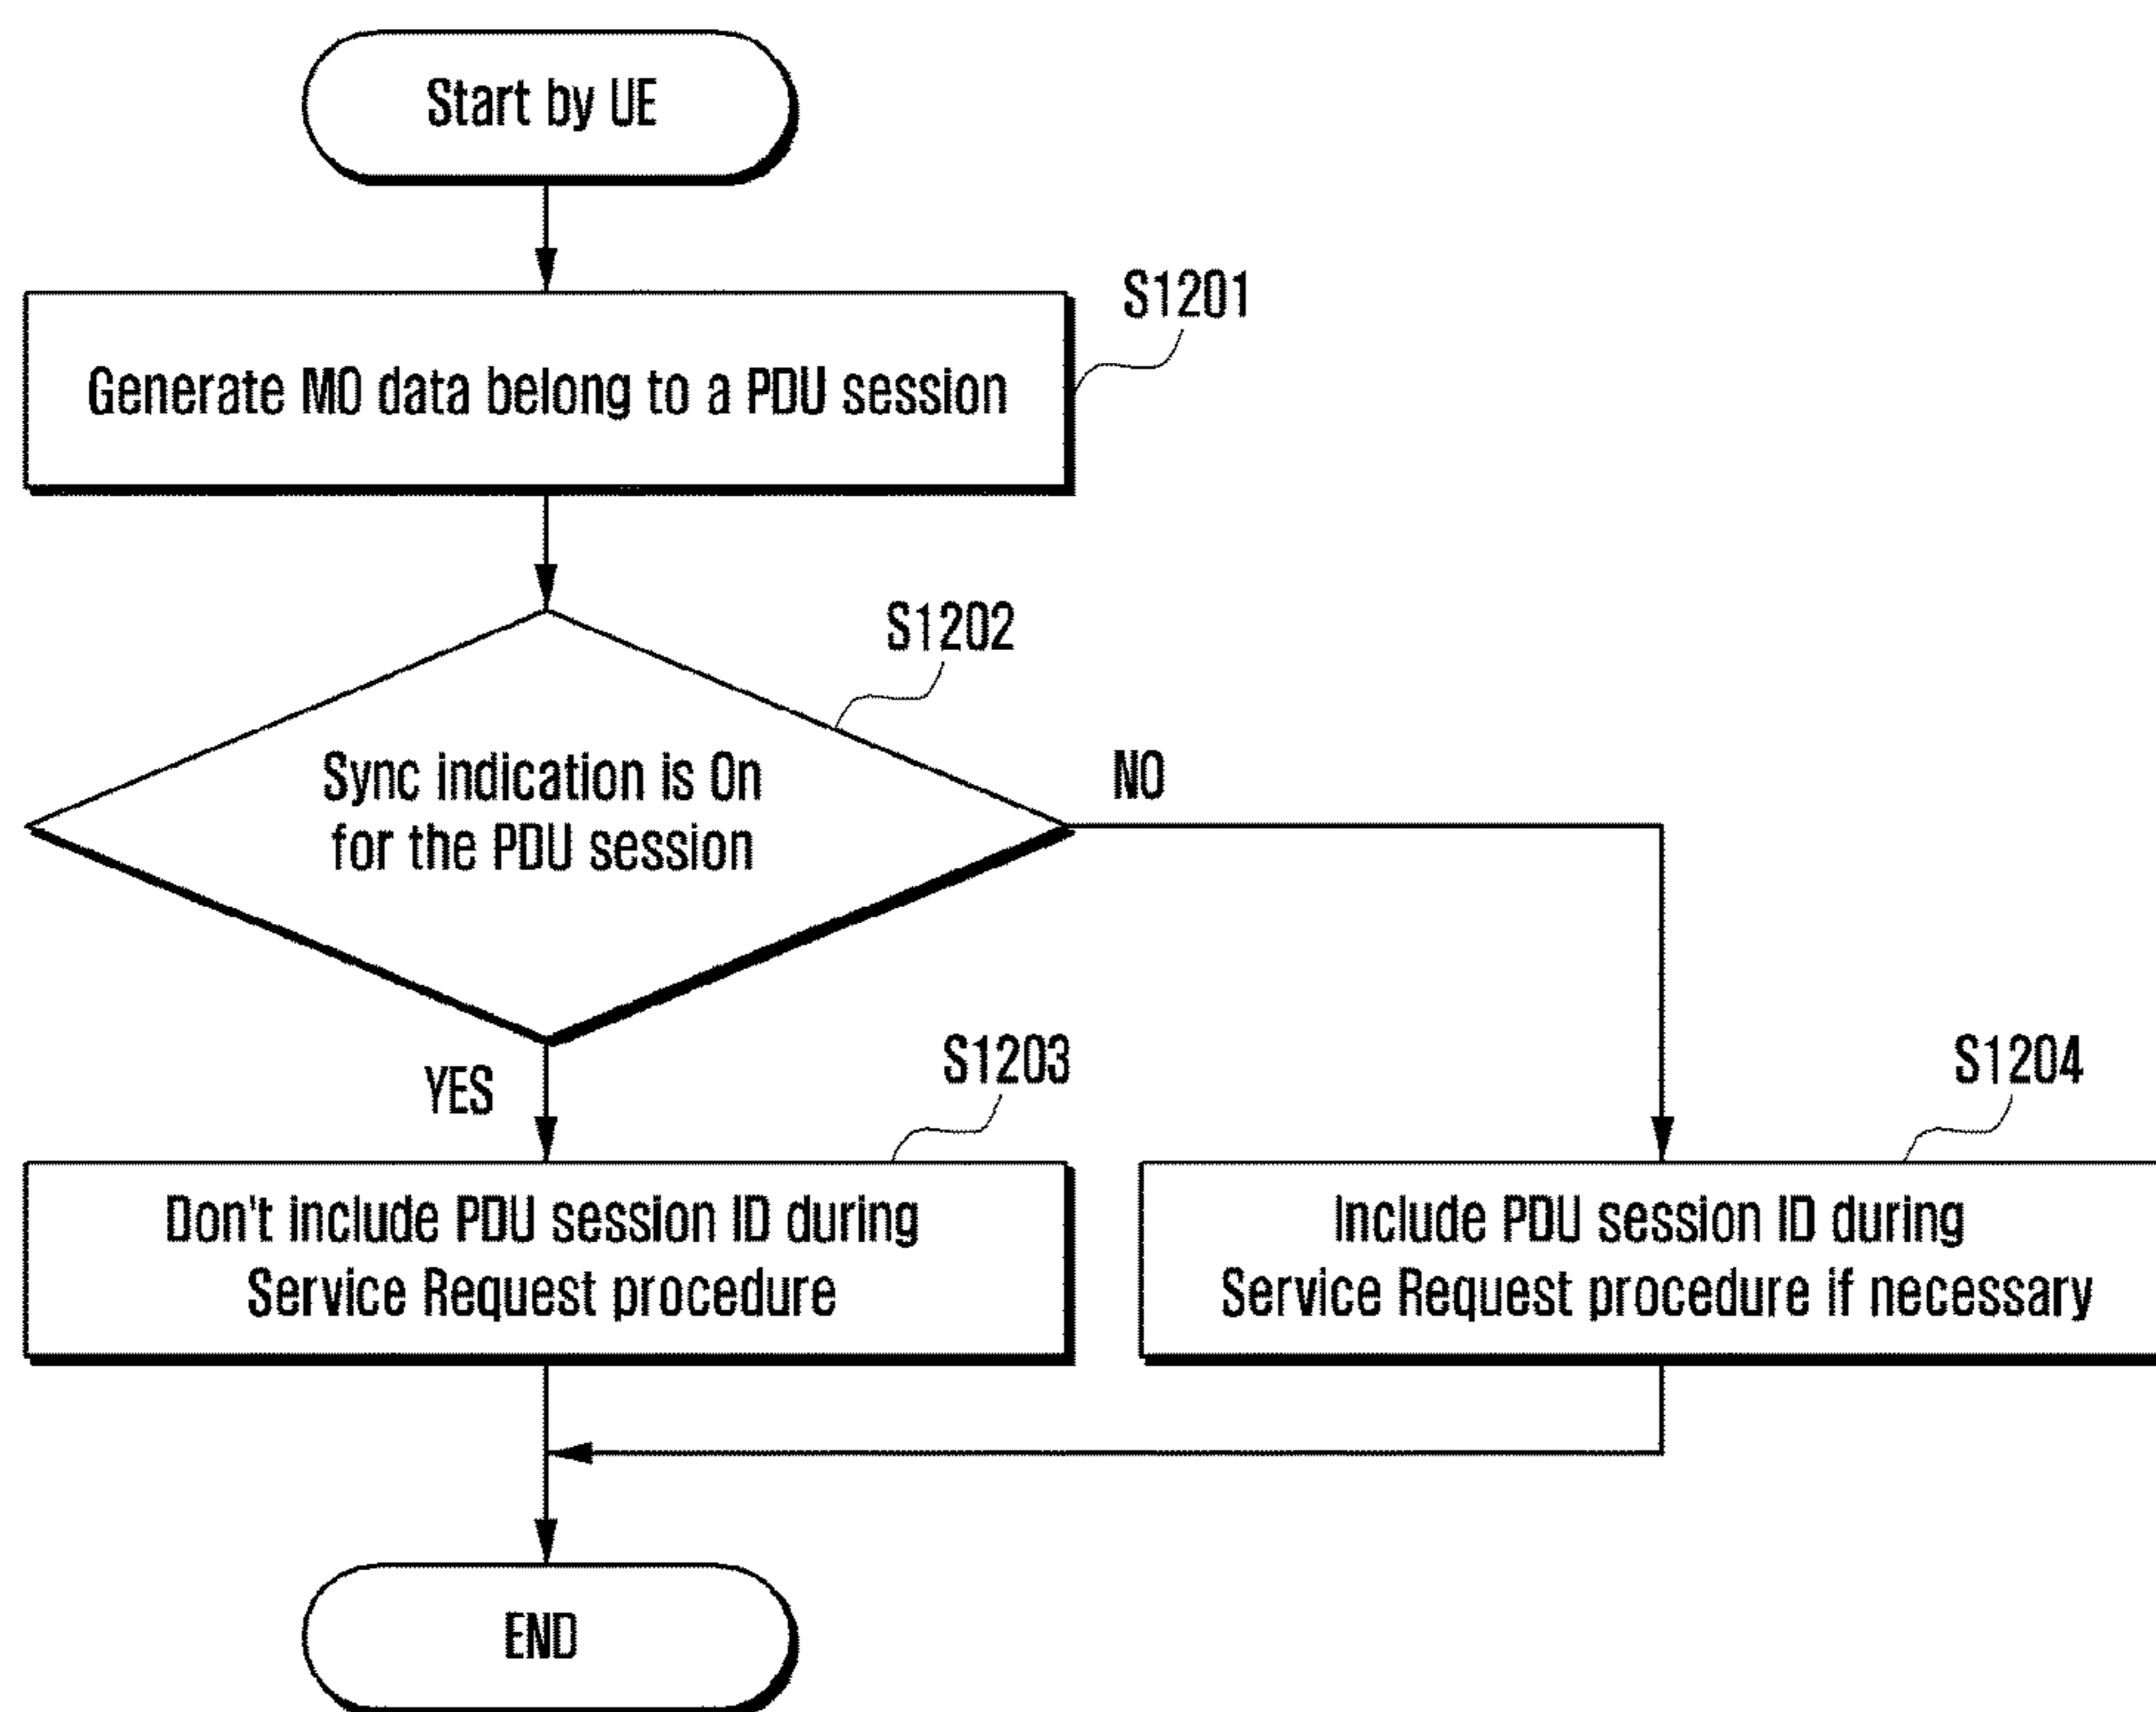 Start by UE
S1201
Generate MO data belong to a PDU session
S1202
Sync indication is On
for the PDU session
NO
YES
S1203
S1204
Don't include PDU session ID during
Service Request procedure
Include PDU session ID during
Service Request procedure if necessary
END